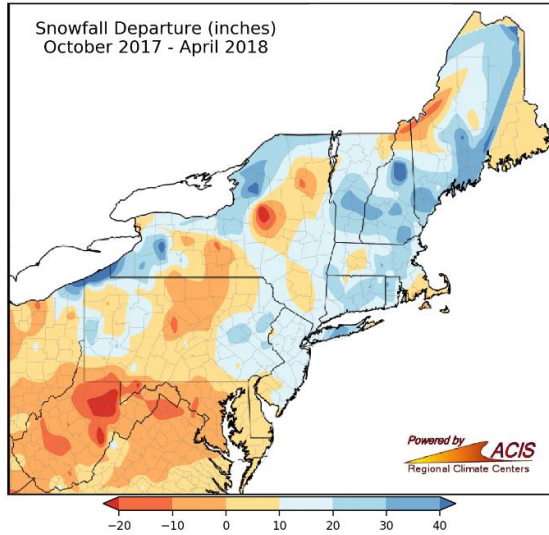 Snowfall Departure (inches)
October 2017 - April 2018
Powered by
ACIS
Regional Climate Centers
−20 −10 0 10 20 30 40